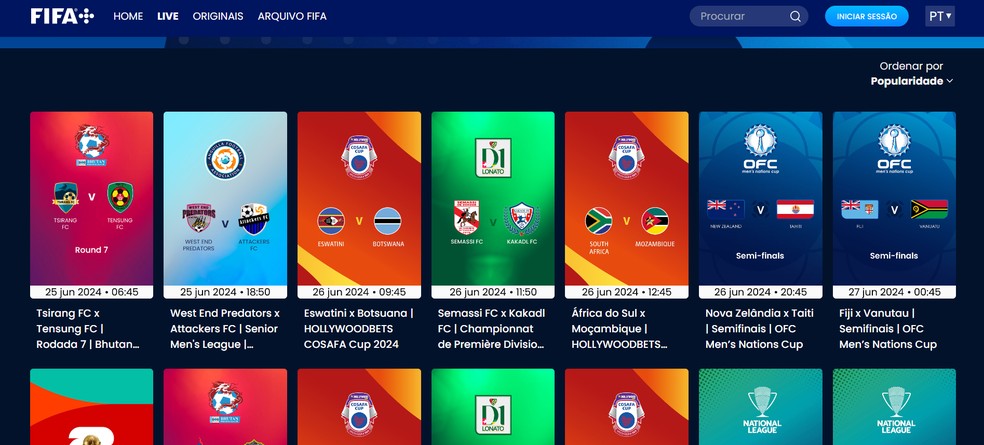 FIFA+
HOME
LIVE
ORIGINAIS
ARQUIVO FIFA
Procurar
INICIAR SESSÃO
PT
Ordenar por
Popularidade
BHUTAN
TSIRANG
FC
V
TENSUNG
FC
Round 7
25 jun 2024 • 06:45
Tsirang FC x
Tensung FC |
Rodada 7 | Bhutan...
WEST END
PREDATORS
V
ATTACKERS FC
WEST END
PREDATORS
ATTACKERS
FC
25 jun 2024 • 18:50
West End Predators x
Attackers FC | Senior
Men's League |...
COSAFA
CUP
V
ESWATINI
BOTSWANA
26 jun 2024 • 09:45
Eswatini x Botsuana |
HOLLYWOODBETS
COSAFA Cup 2024
D1
LONATO
V
SEMASSI FC
KAKADL FC
26 jun 2024 • 11:50
Semassi FC x Kakadl
FC | Championnat
de Première Divisio...
COSAFA
CUP
V
SOUTH
AFRICA
MOZAMBIQUE
26 jun 2024 • 12:45
África do Sul x
Moçambique |
HOLLYWOODBETS...
OFC
men's nations cup
V
NEW ZEALAND
TAHITI
Semi-finals
26 jun 2024 • 20:45
Nova Zelândia x Taiti
| Semifinais | OFC
Men’s Nations Cup
OFC
men's nations cup
V
FIJI
VANUATU
Semi-finals
27 jun 2024 • 00:45
Fiji x Vanutau |
Semifinals | OFC
Men’s Nations Cup
COSAFA
CUP
D1
LONATO
COSAFA
CUP
NATIONAL
LEAGUE
NATIONAL
LEAGUE